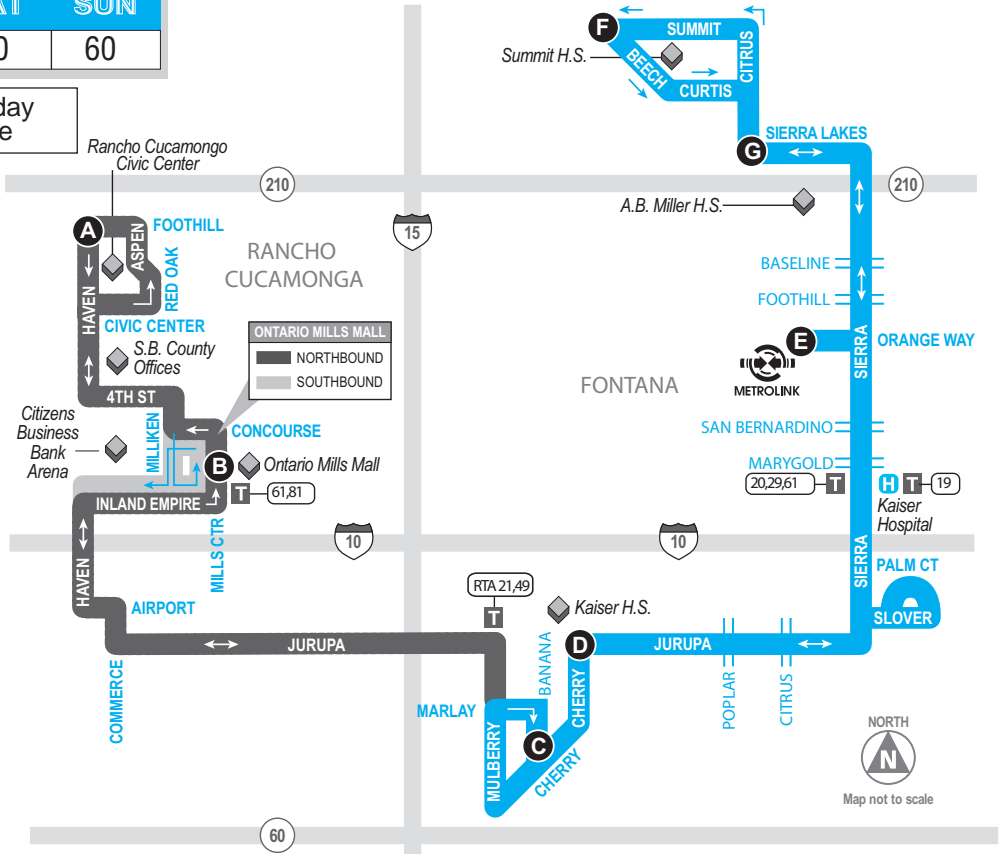 SUN
60
Rancho Cucamongo
Civic Center
210
A
FOOTHILL
ASPEN
RED OAK
HAVEN
CIVIC CENTER
S.B. County
Offices
4TH ST
RANCHO
CUCAMONGA
15
ONTARIO MILLS MALL
NORTHBOUND
SOUTHBOUND
Citizens
Business
Bank
Arena
MILLIKEN
CONCOURSE
B
Ontario Mills Mall
T
61,81
INLAND EMPIRE
MILLS CTR
HAVEN
10
AIRPORT
COMMERCE
JURUPA
RTA 21,49
T
Kaiser H.S.
BANANA
MARLAY
MULBERRY
C
CHERRY
CHERRY
D
JURUPA
POPLAR
CITRUS
60
F
SUMMIT
Summit H.S.
BEECH
CURTIS
CITRUS
G
SIERRA LAKES
210
A.B. Miller H.S.
BASELINE
FOOTHILL
E
ORANGE WAY
SIERRA
METROLINK
FONTANA
SAN BERNARDINO
MARYGOLD
20,29,61
T
H
T
19
Kaiser
Hospital
10
SIERRA
PALM CT
SLOVER
NORTH
N
Map not to scale